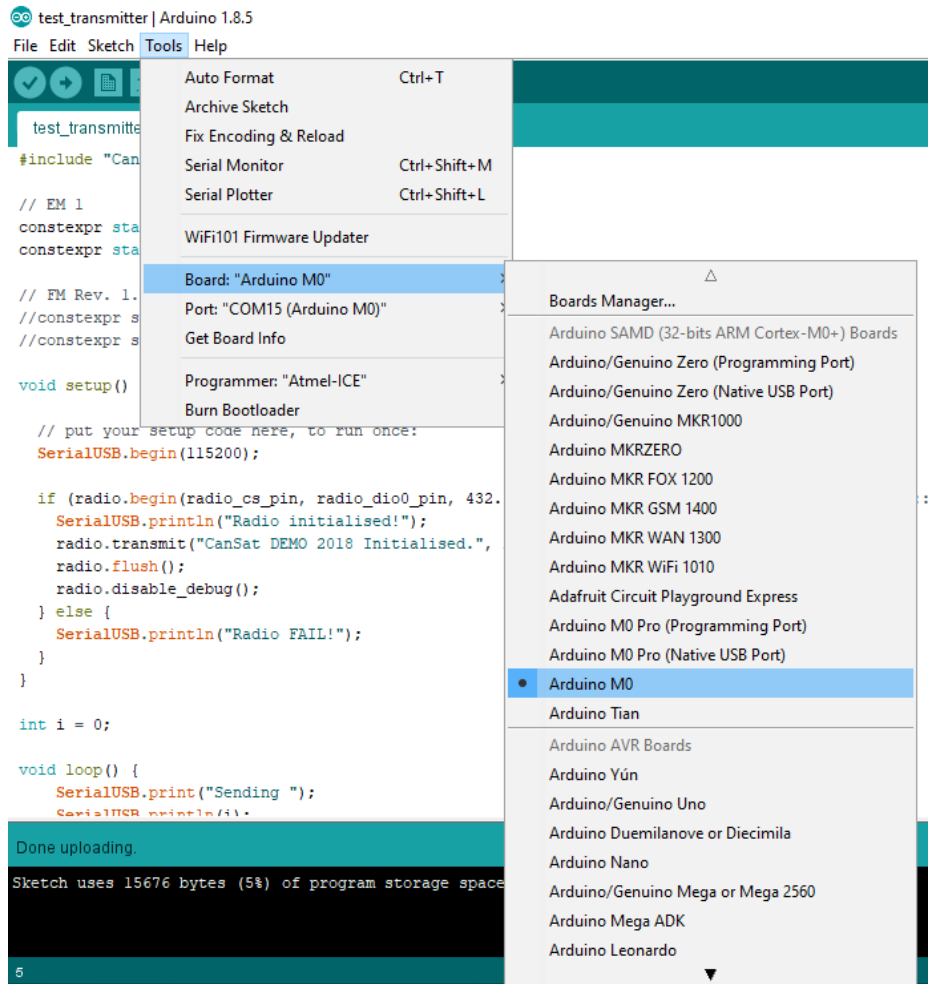 test_transmitter | Arduino 1.8.5
File Edit Sketch Tools Help
test_transmitte
Auto Format Ctrl+T
Archive Sketch
Fix Encoding & Reload
Serial Monitor Ctrl+Shift+M
Serial Plotter Ctrl+Shift+L
WiFi101 Firmware Updater
Board: "Arduino M0"
Port: "COM15 (Arduino M0)"
Get Board Info
Programmer: "Atmel-ICE"
Burn Bootloader
Boards Manager...
Arduino SAMD (32-bits ARM Cortex-M0+) Boards
Arduino/Genuino Zero (Programming Port)
Arduino/Genuino Zero (Native USB Port)
Arduino/Genuino MKR1000
Arduino MKRZERO
Arduino MKR FOX 1200
Arduino MKR GSM 1400
Arduino MKR WAN 1300
Arduino MKR WiFi 1010
Adafruit Circuit Playground Express
Arduino M0 Pro (Programming Port)
Arduino M0 Pro (Native USB Port)
Arduino M0
Arduino Tian
Arduino AVR Boards
Arduino Yún
Arduino/Genuino Uno
Arduino Duemilanove or Diecimila
Arduino Nano
Arduino/Genuino Mega or Mega 2560
Arduino Mega ADK
Arduino Leonardo
#include "Can
// EM 1
constexpr sta
constexpr sta
// FM Rev. 1.
//constexpr s
//constexpr s
void setup()
// put your setup code here, to run once:
SerialUSB.begin(115200);
if (radio.begin(radio_cs_pin, radio_dio0_pin, 432.
SerialUSB.println("Radio initialised!");
radio.transmit("CanSat DEMO 2018 Initialised.",
radio.flush();
radio.disable_debug();
} else {
SerialUSB.println("Radio FAIL!");
}
}
int i = 0;
void loop() {
SerialUSB.print("Sending ");
SerialUSB.println(i);
Done uploading.
Sketch uses 15676 bytes (5%) of program storage space
5